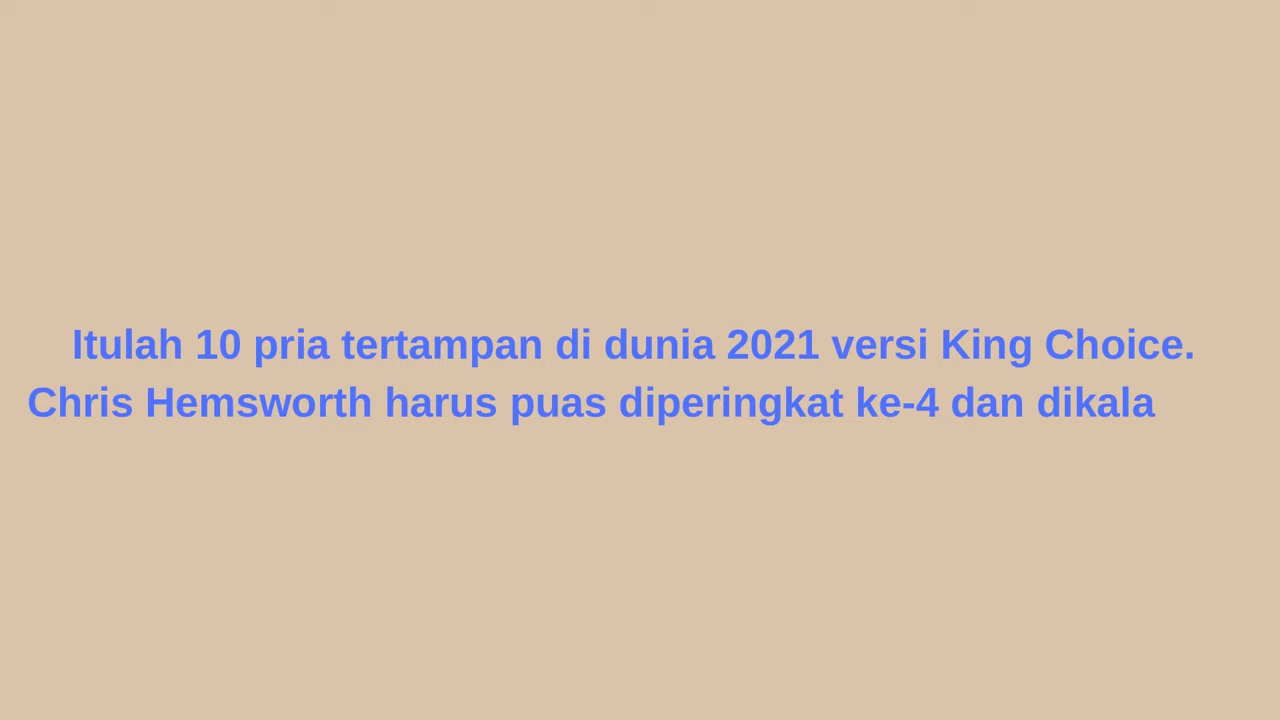 Itulah 10 pria tertampan di dunia 2021 versi King Choice.
Chris Hemsworth harus puas diperingkat ke-4 dan dikala